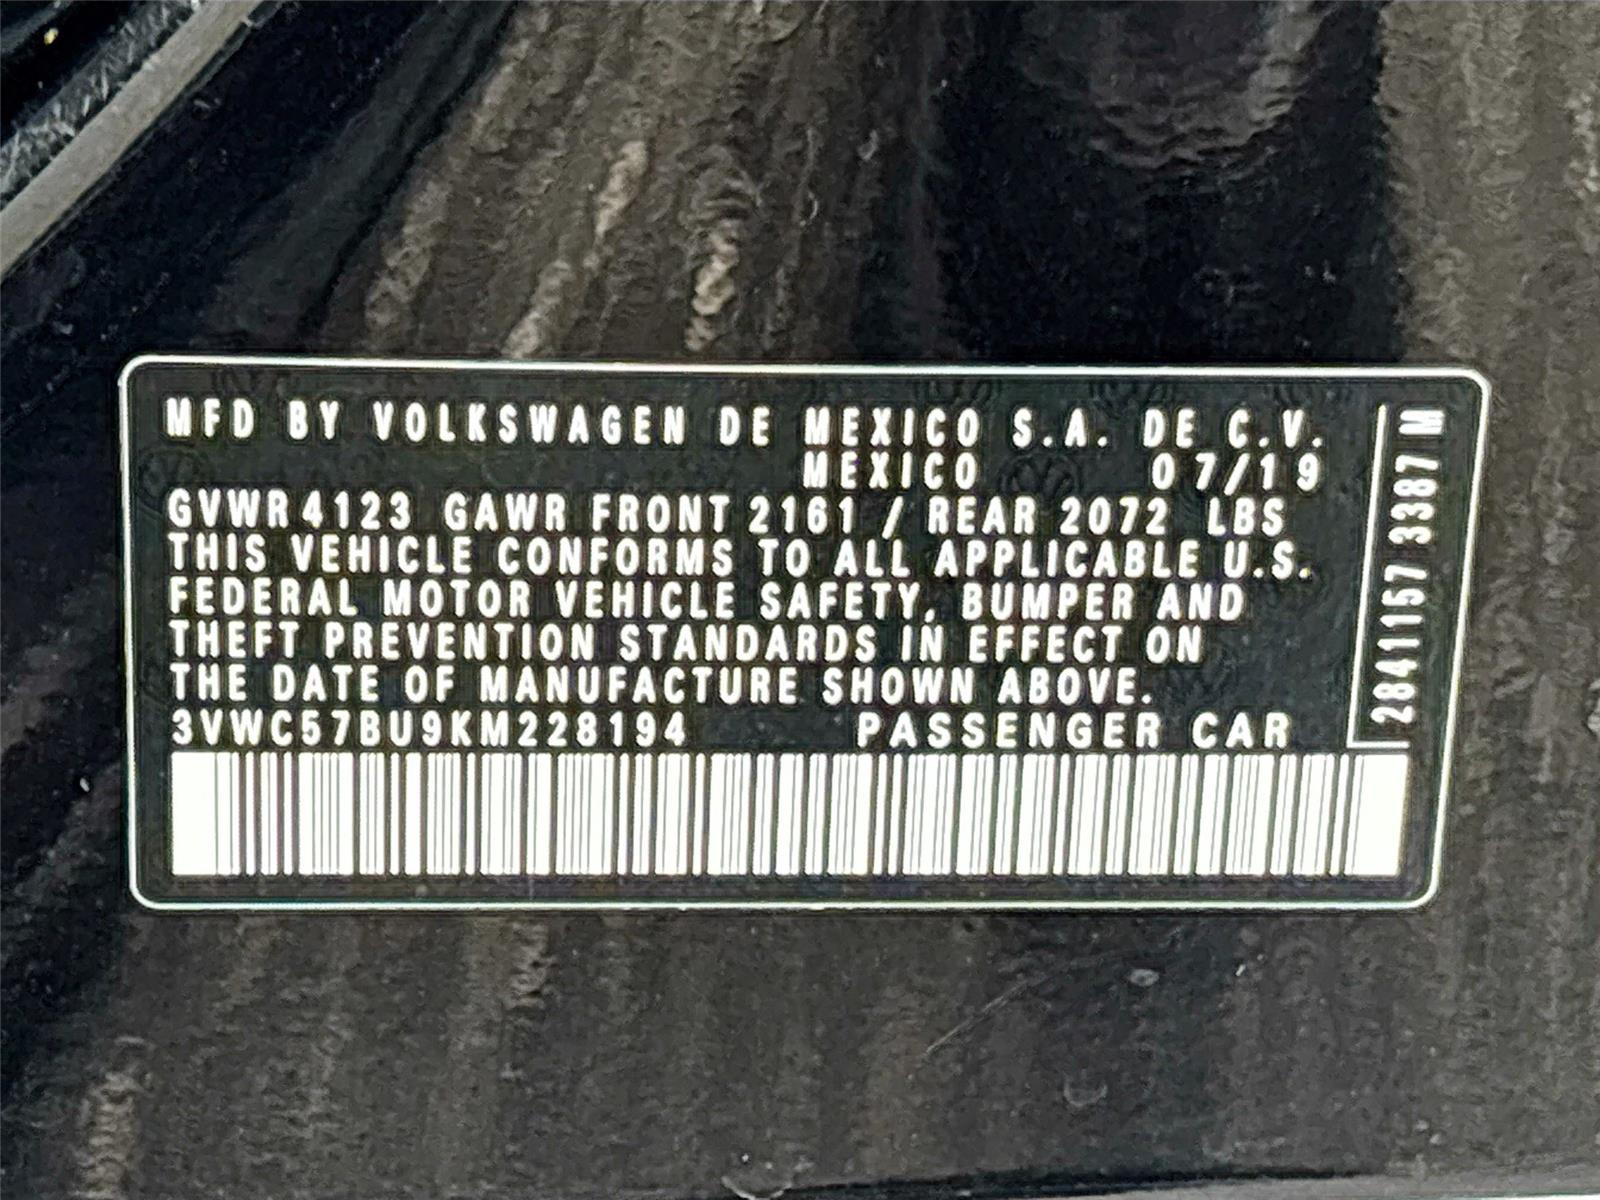 MFD BY VOLKSWAGEN DE MEXICO S.A. DE C.V.
MEXICO 07/19
GVWR 4123 GAWR FRONT 2161 / REAR 2072 LBS
THIS VEHICLE CONFORMS TO ALL APPLICABLE U.S.
FEDERAL MOTOR VEHICLE SAFETY, BUMPER AND
THEFT PREVENTION STANDARDS IN EFFECT ON
THE DATE OF MANUFACTURE SHOWN ABOVE.
3VWC57BU9KM228194 PASSENGER CAR
2841157 3387 M